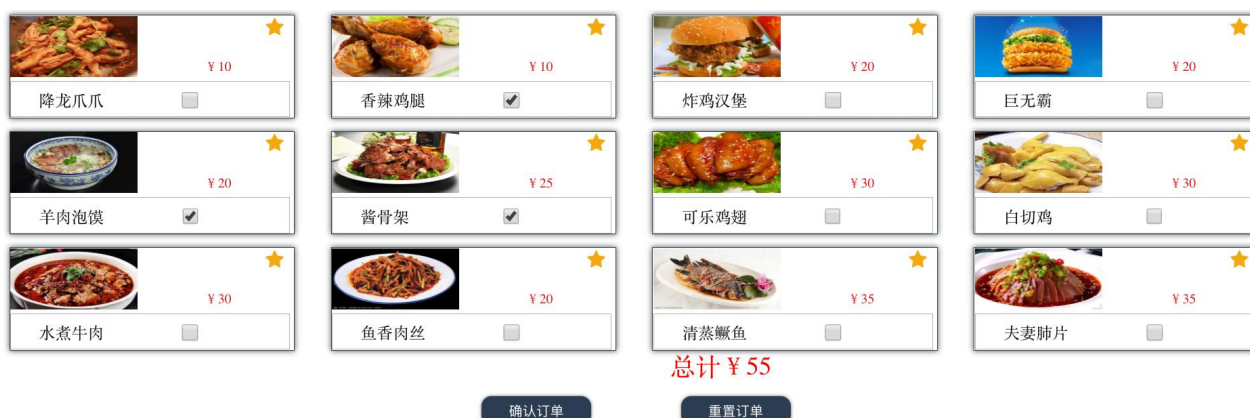 ¥ 10
降龙爪爪
¥ 10
香辣鸡腿
¥ 20
炸鸡汉堡
¥ 20
巨无霸
¥ 20
羊肉泡馍
¥ 25
酱骨架
¥ 30
可乐鸡翅
¥ 30
白切鸡
¥ 30
水煮牛肉
¥ 20
鱼香肉丝
¥ 35
清蒸鳜鱼
¥ 35
夫妻肺片
总计 ¥ 55
确认订单
重置订单